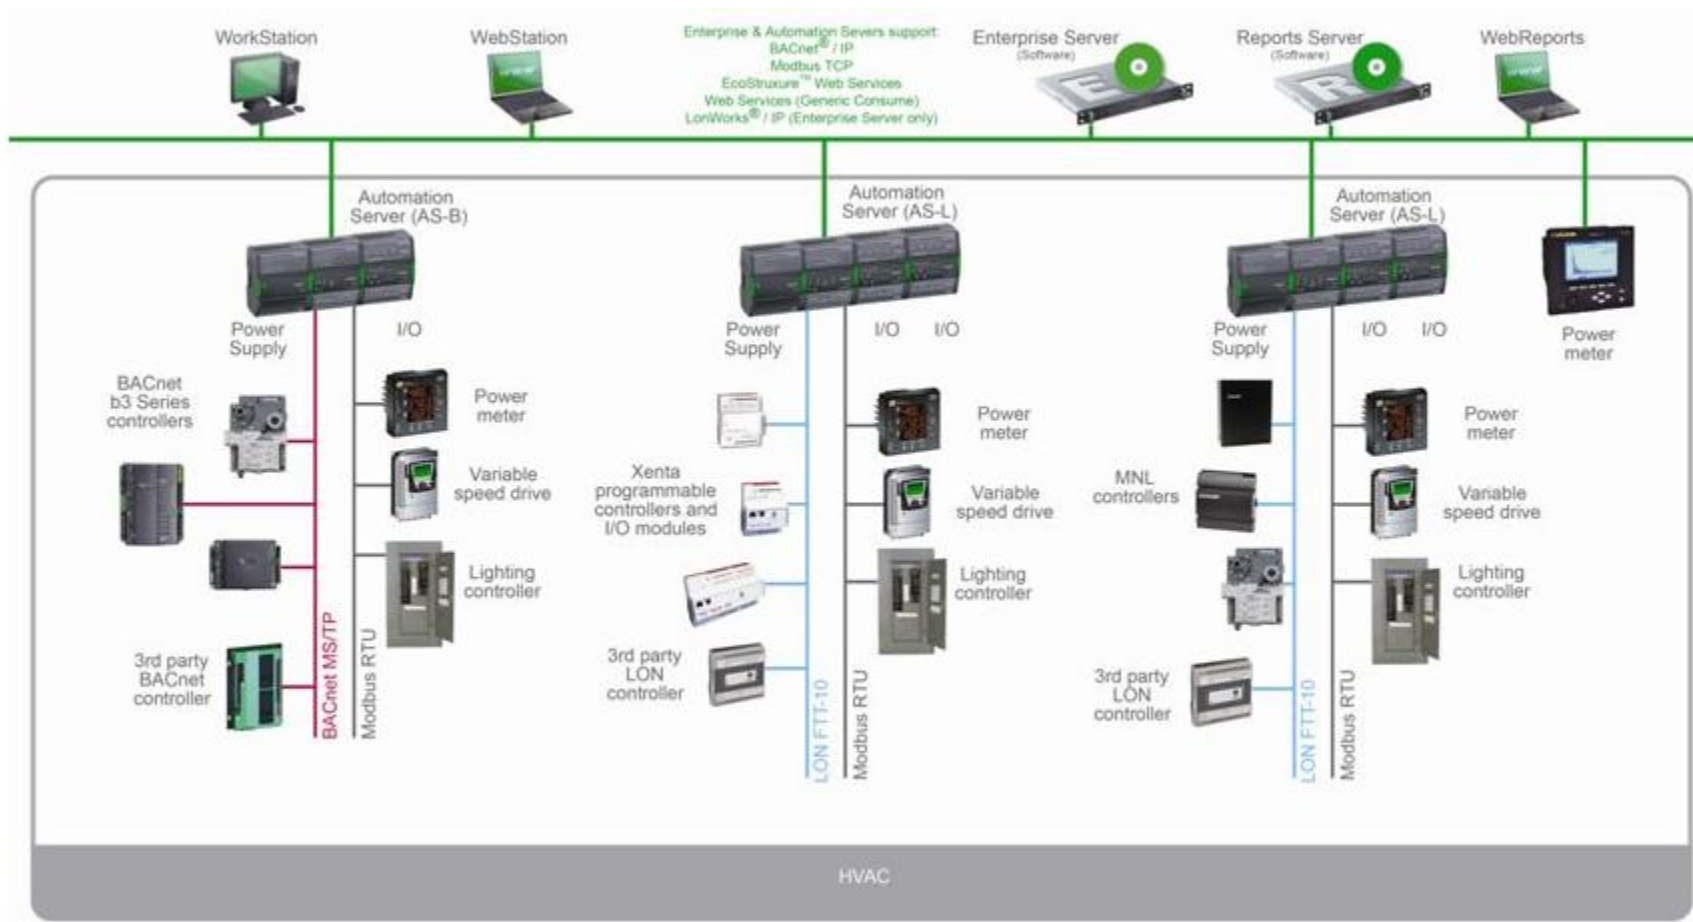 WorkStation
WebStation
Enterprise & Automation Severs support:
BACnet® / IP
Modbus TCP
EcoStruxure™ Web Services
Web Services (Generic Consume)
LonWorks® / IP (Enterprise Server only)
Enterprise Server
(Software)
E
Reports Server
(Software)
R
WebReports
Automation
Server (AS-B)
Automation
Server (AS-L)
Automation
Server (AS-L)
Power
Supply
I/O
Power
Supply
I/O
I/O
Power
Supply
I/O
I/O
Power
meter
BACnet
b3 Series
controllers
Power
meter
Variable
speed drive
Lighting
controller
3rd party
BACnet
controller
BACnet MS/TP
Modbus RTU
Xenta
programmable
controllers and
I/O modules
Power
meter
Variable
speed drive
Lighting
controller
3rd party
LON
controller
LON FTT-10
Modbus RTU
MNL
controllers
Power
meter
Variable
speed drive
Lighting
controller
3rd party
LON
controller
LON FTT-10
Modbus RTU
HVAC